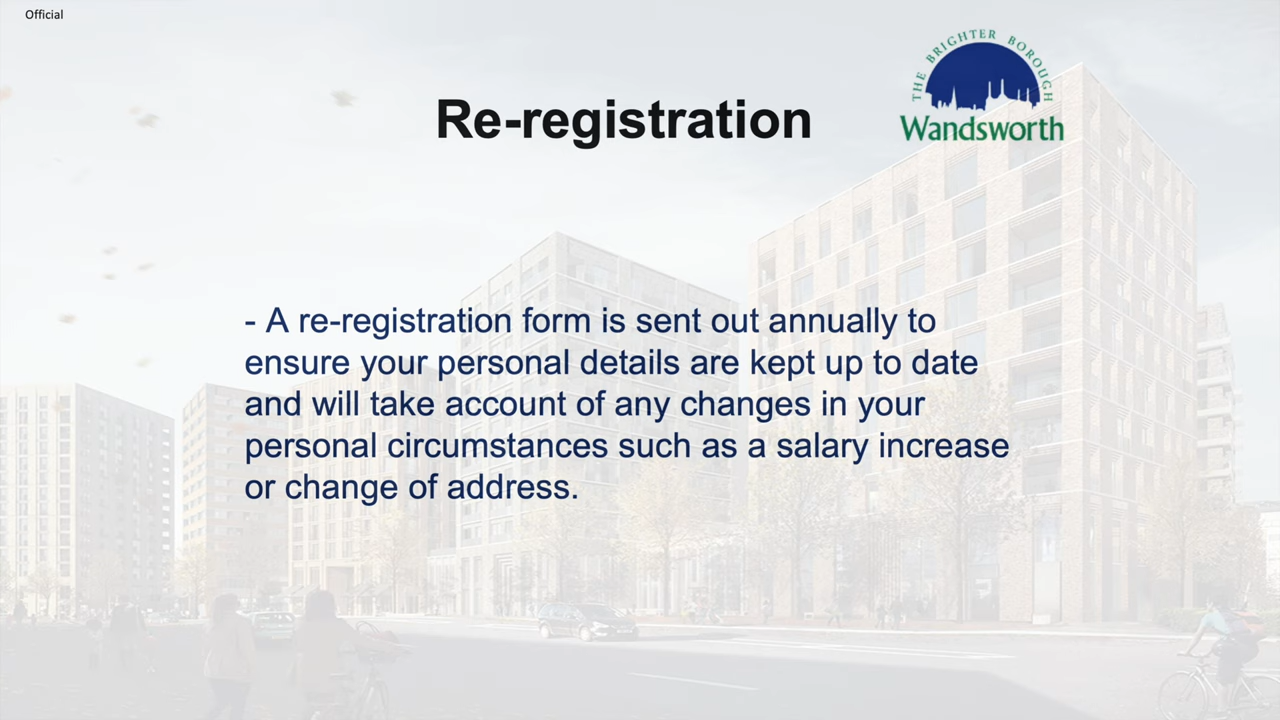 Official
THE BRIGHTER BOROUGH
Wandsworth
Re-registration
- A re-registration form is sent out annually to
ensure your personal details are kept up to date
and will take account of any changes in your
personal circumstances such as a salary increase
or change of address.